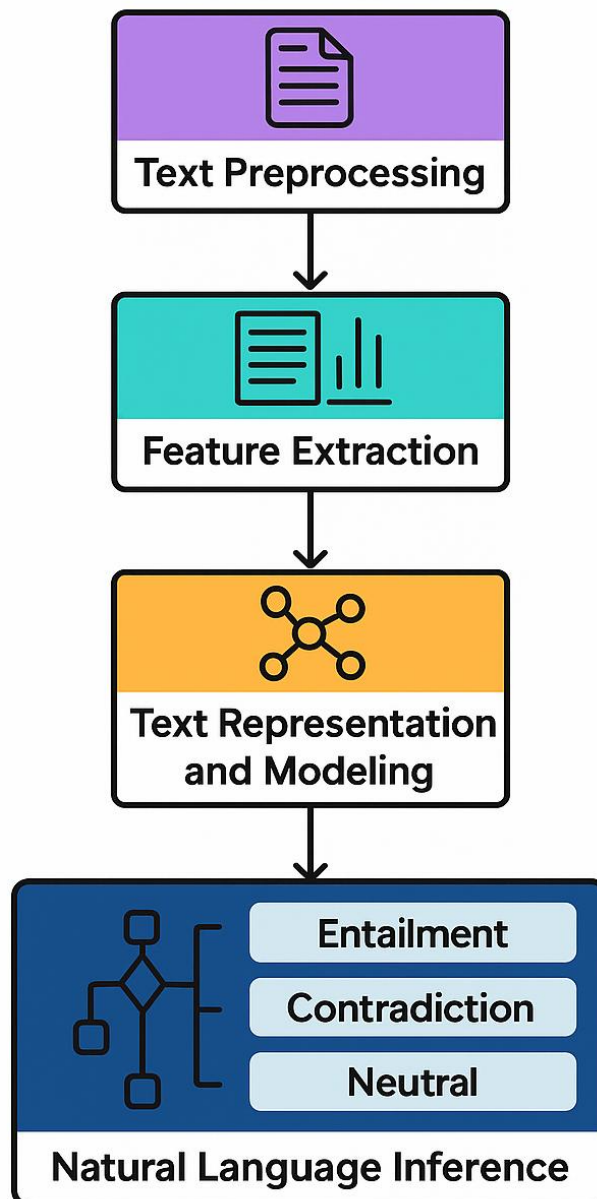 Text Preprocessing
Feature Extraction
Text Representation
and Modeling
Entailment
Contradiction
Neutral
Natural Language Inference